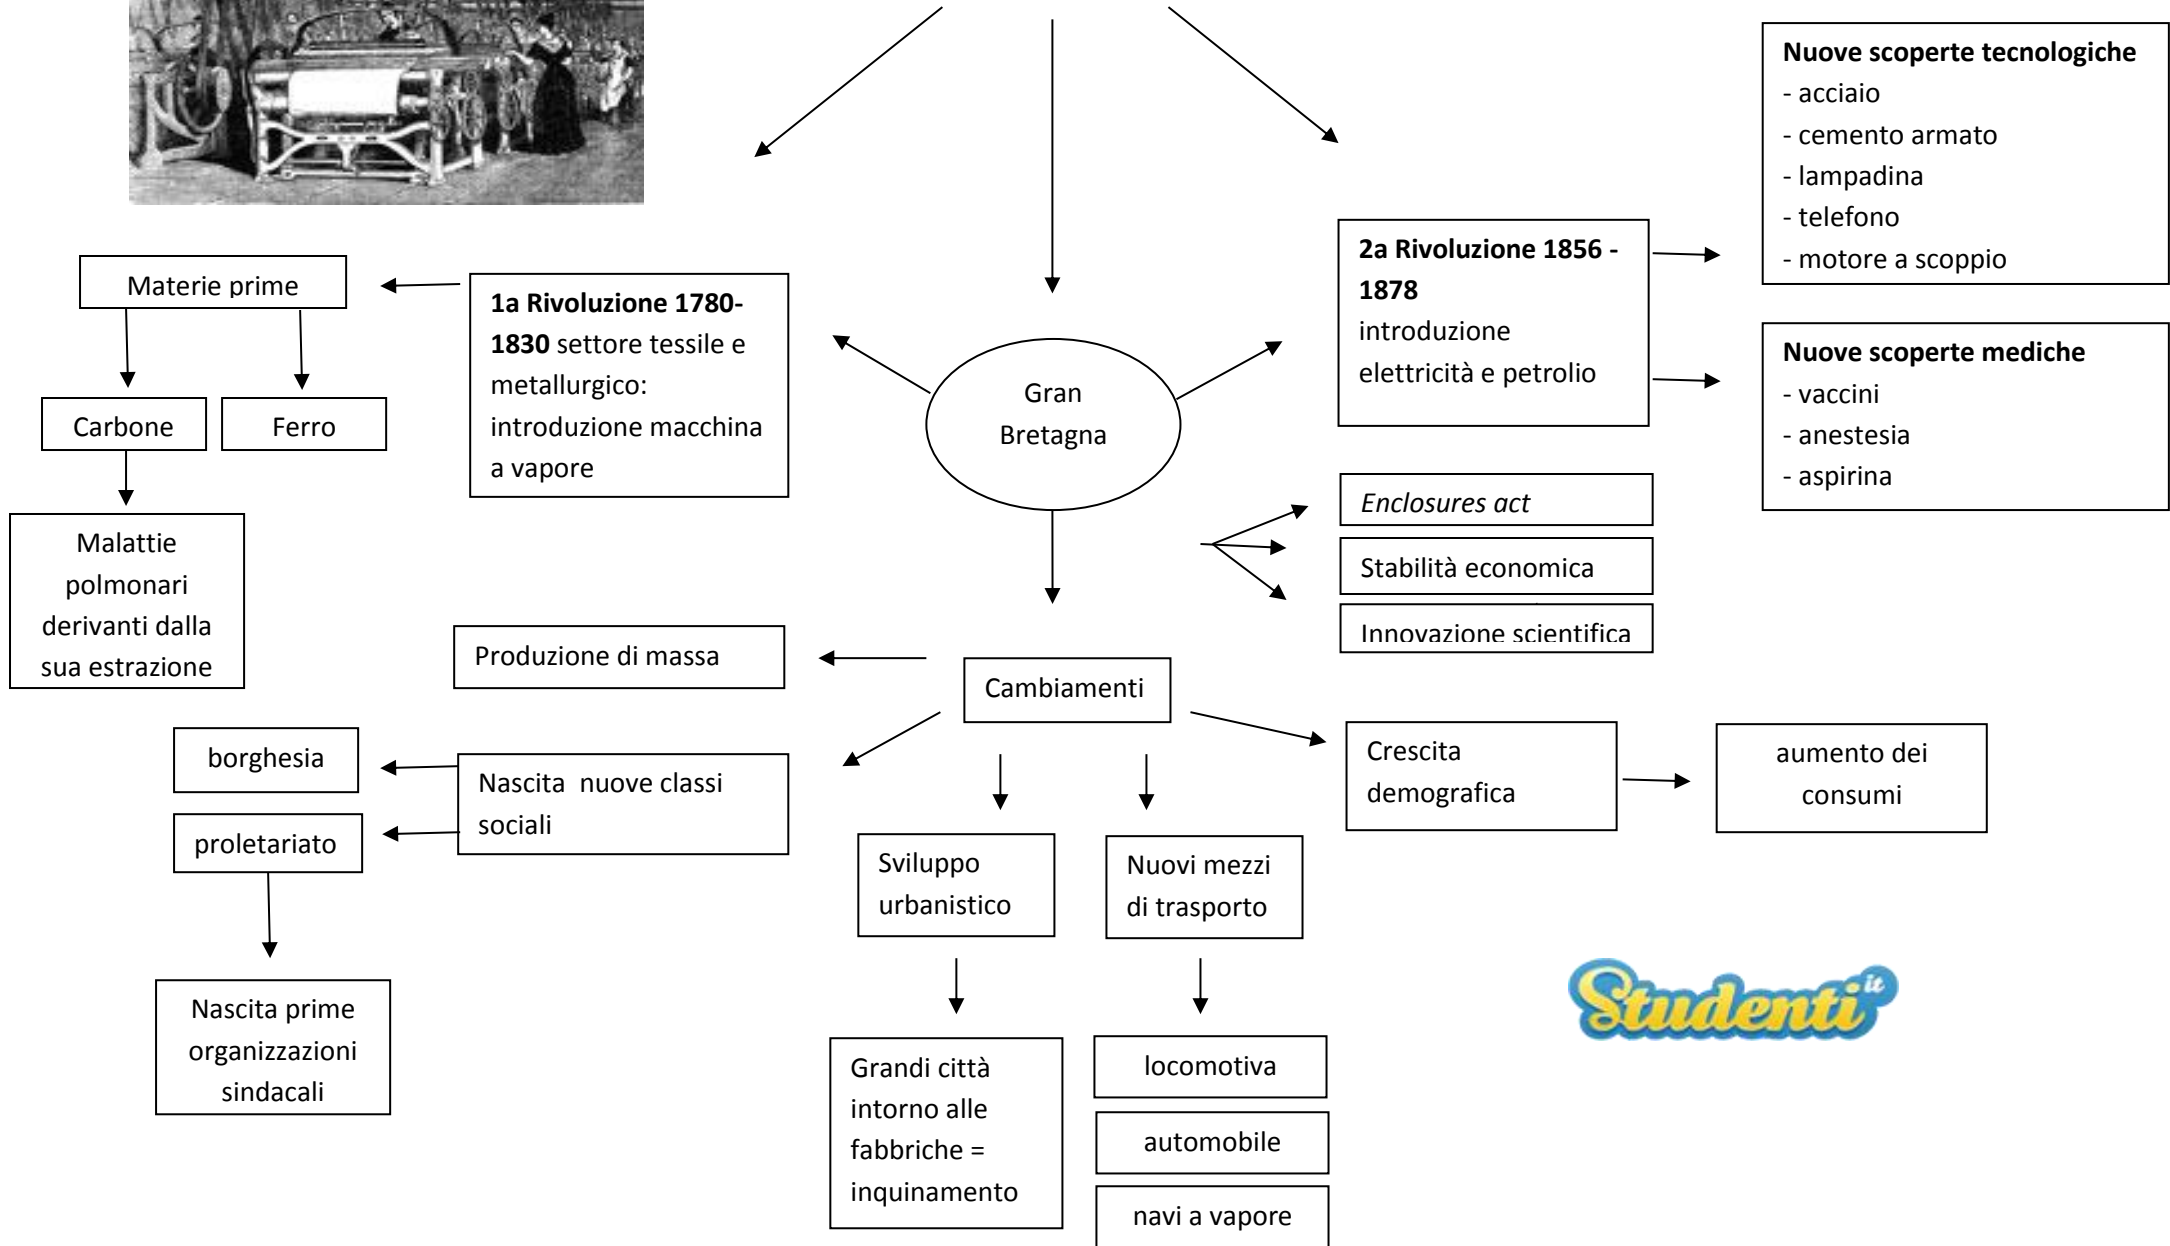 Nuove scoperte tecnologiche
- acciaio
- cemento armato
- lampadina
- telefono
- motore a scoppio
2a Rivoluzione 1856 -
1878
introduzione
elettricità e petrolio
Nuove scoperte mediche
- vaccini
- anestesia
- aspirina
Materie prime
1a Rivoluzione 1780-
1830 settore tessile e
metallurgico:
introduzione macchina
a vapore
Carbone
Ferro
Malattie
polmonari
derivanti dalla
sua estrazione
Gran
Bretagna
Enclosures act
Stabilità economica
Innovazione scientifica
Cambiamenti
Produzione di massa
Nascita  nuove classi
sociali
borghesia
proletariato
Nascita prime
organizzazioni
sindacali
Sviluppo
urbanistico
Grandi città
intorno alle
fabbriche =
inquinamento
Nuovi mezzi
di trasporto
locomotiva
automobile
navi a vapore
Crescita
demografica
aumento dei
consumi
Studenti it